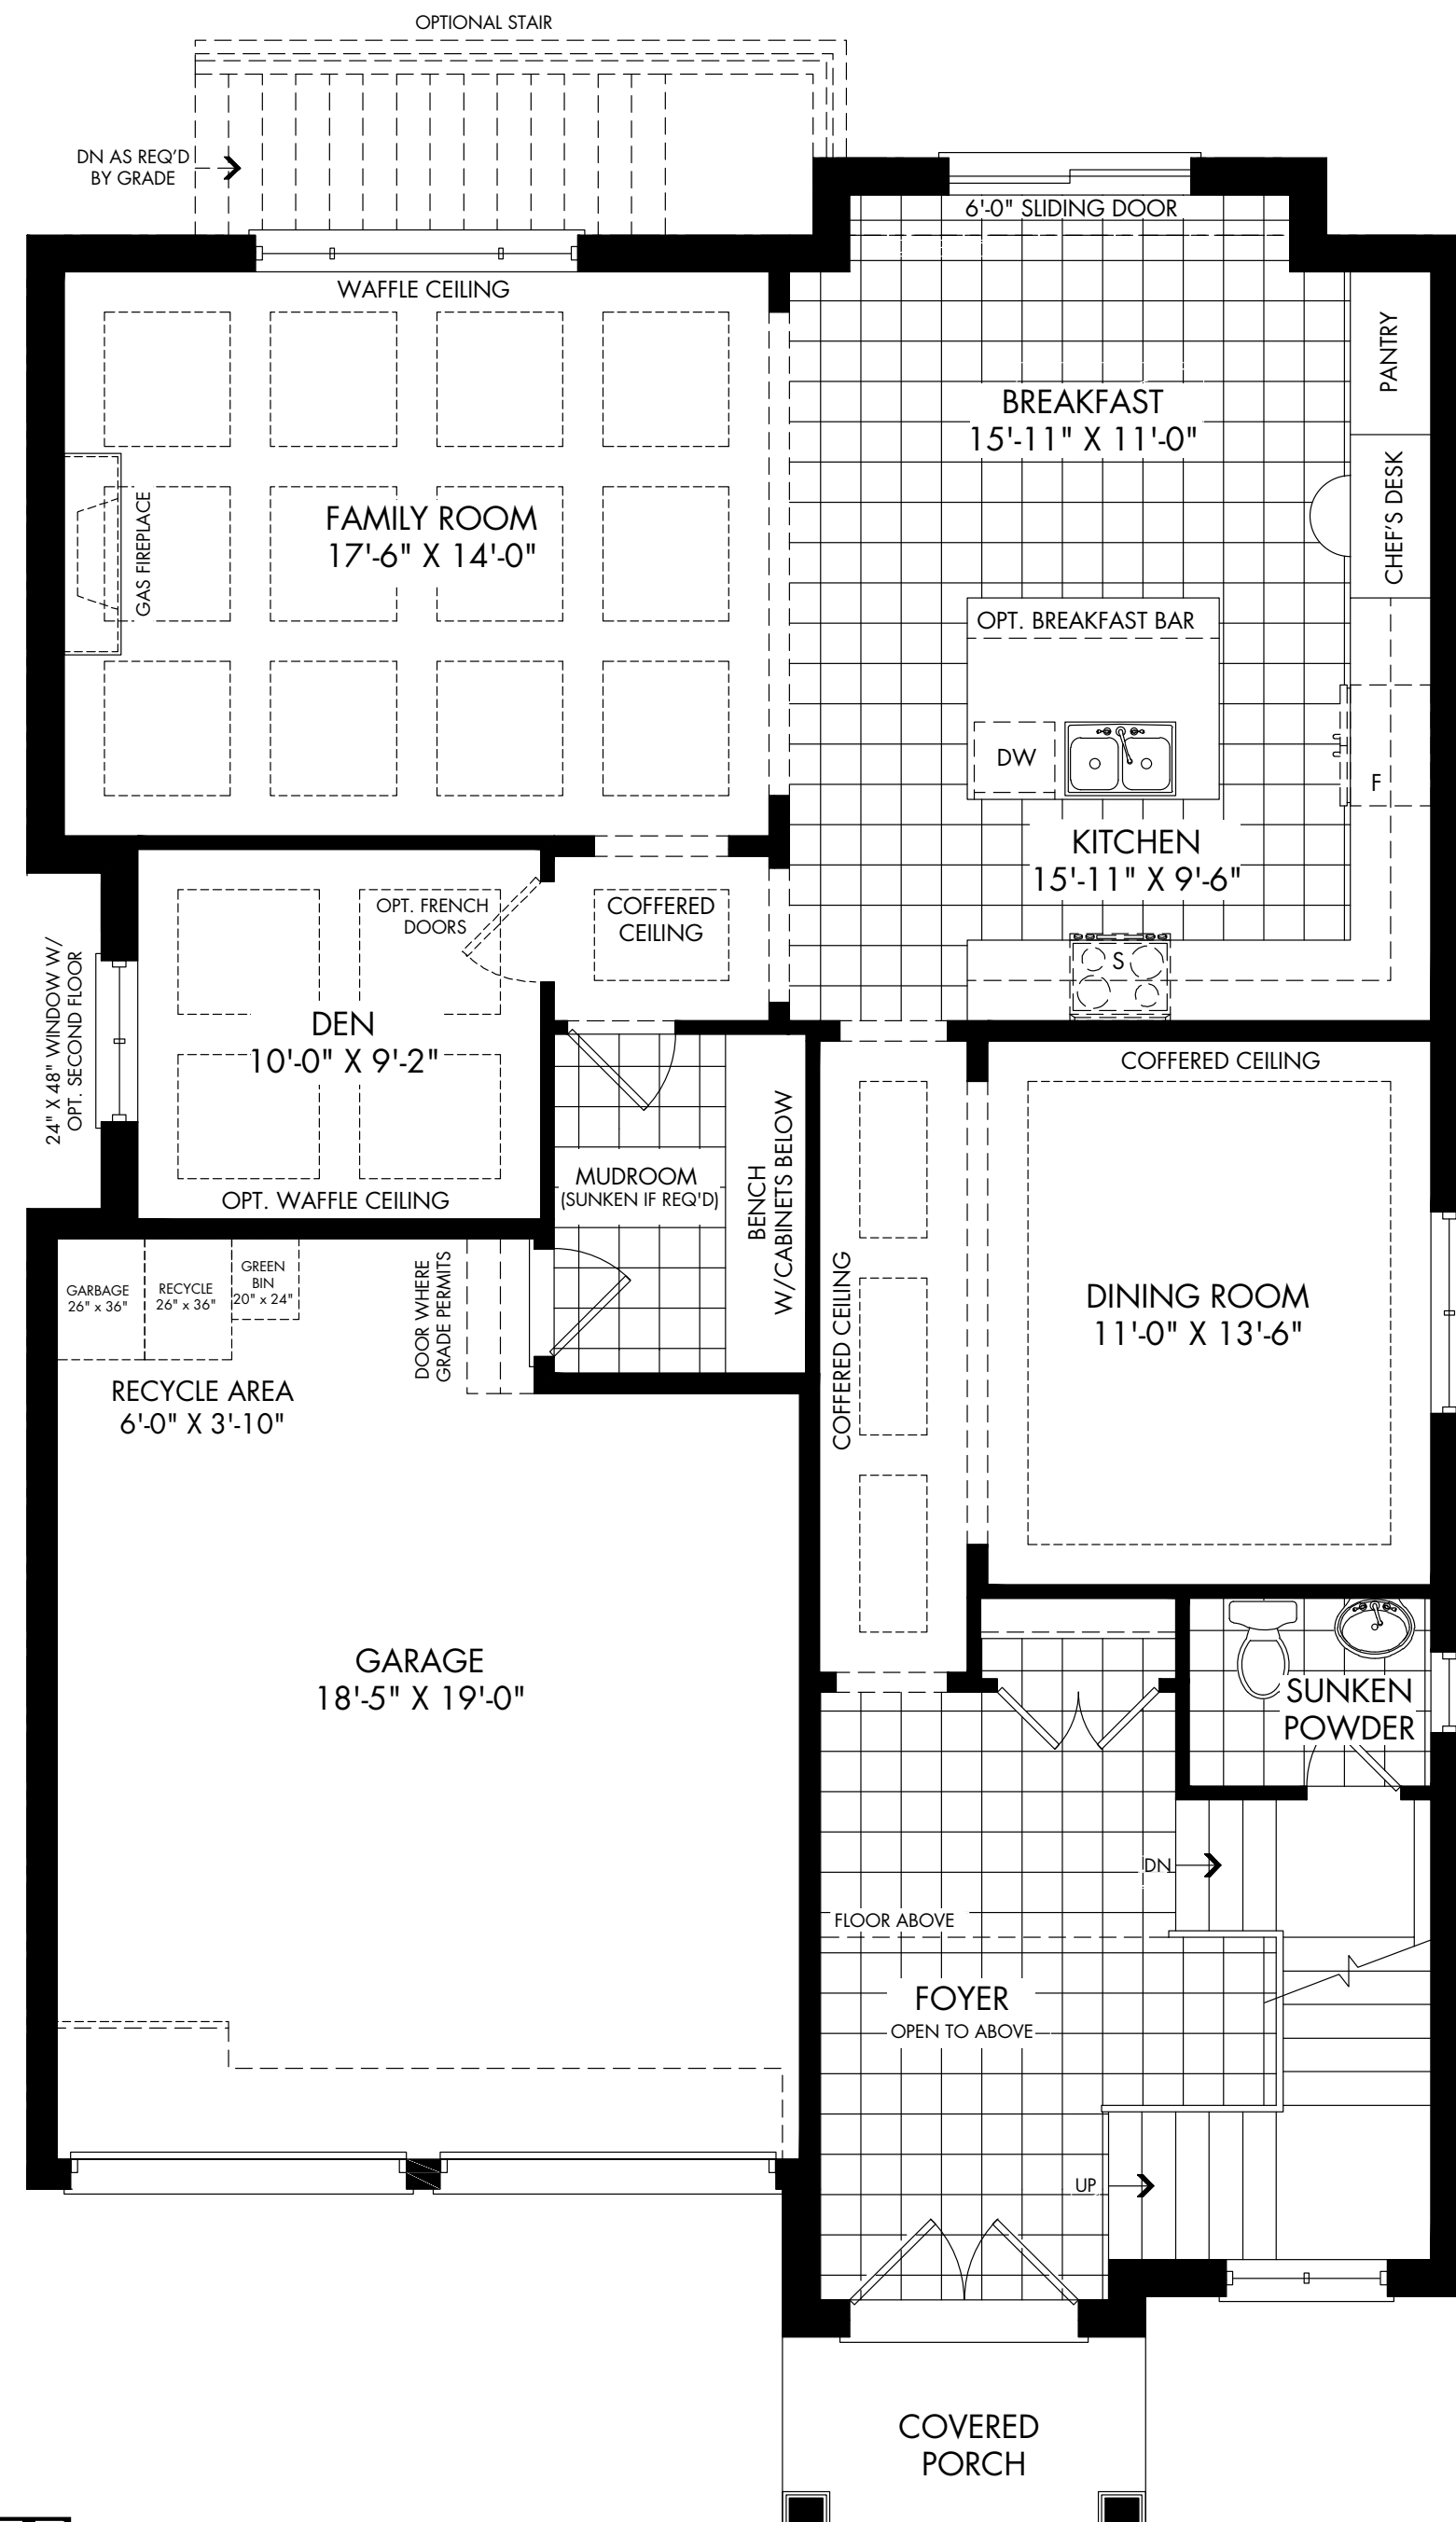 OPTIONAL STAIR
DN AS REQ'D
BY GRADE
6'-0" SLIDING DOOR
WAFFLE CEILING
PANTRY
BREAKFAST
15'-11" X 11'-0"
CHEF'S DESK
FAMILY ROOM
17'-6" X 14'-0"
GAS FIREPLACE
OPT. BREAKFAST BAR
DW
F
KITCHEN
15'-11" X 9'-6"
OPT. FRENCH
DOORS
COFFERED
CEILING
S
24" X 48" WINDOW W/
OPT. SECOND FLOOR
DEN
10'-0" X 9'-2"
COFFERED CEILING
MUDROOM
(SUNKEN IF REQ'D)
BENCH
W/CABINETS BELOW
OPT. WAFFLE CEILING
GARBAGE
26" x 36"
RECYCLE
26" x 36"
GREEN
BIN
20" x 24"
DOOR WHERE
GRADE PERMITS
COFFERED CEILING
DINING ROOM
11'-0" X 13'-6"
RECYCLE AREA
6'-0" X 3'-10"
GARAGE
18'-5" X 19'-0"
SUNKEN
POWDER
DN
FLOOR ABOVE
FOYER
OPEN TO ABOVE
UP
COVERED
PORCH